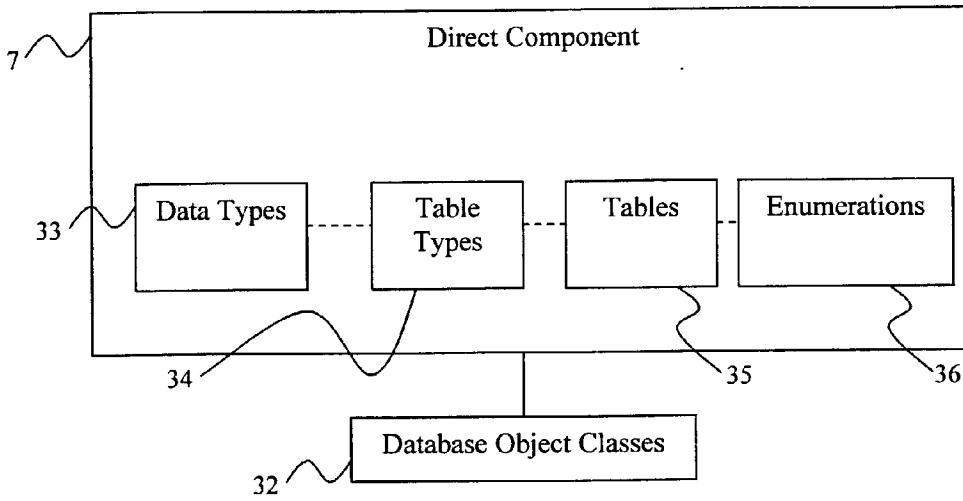 Direct Component
7
Data Types
Table
Types
Tables
Enumerations
33
34
35
36
Database Object Classes
32